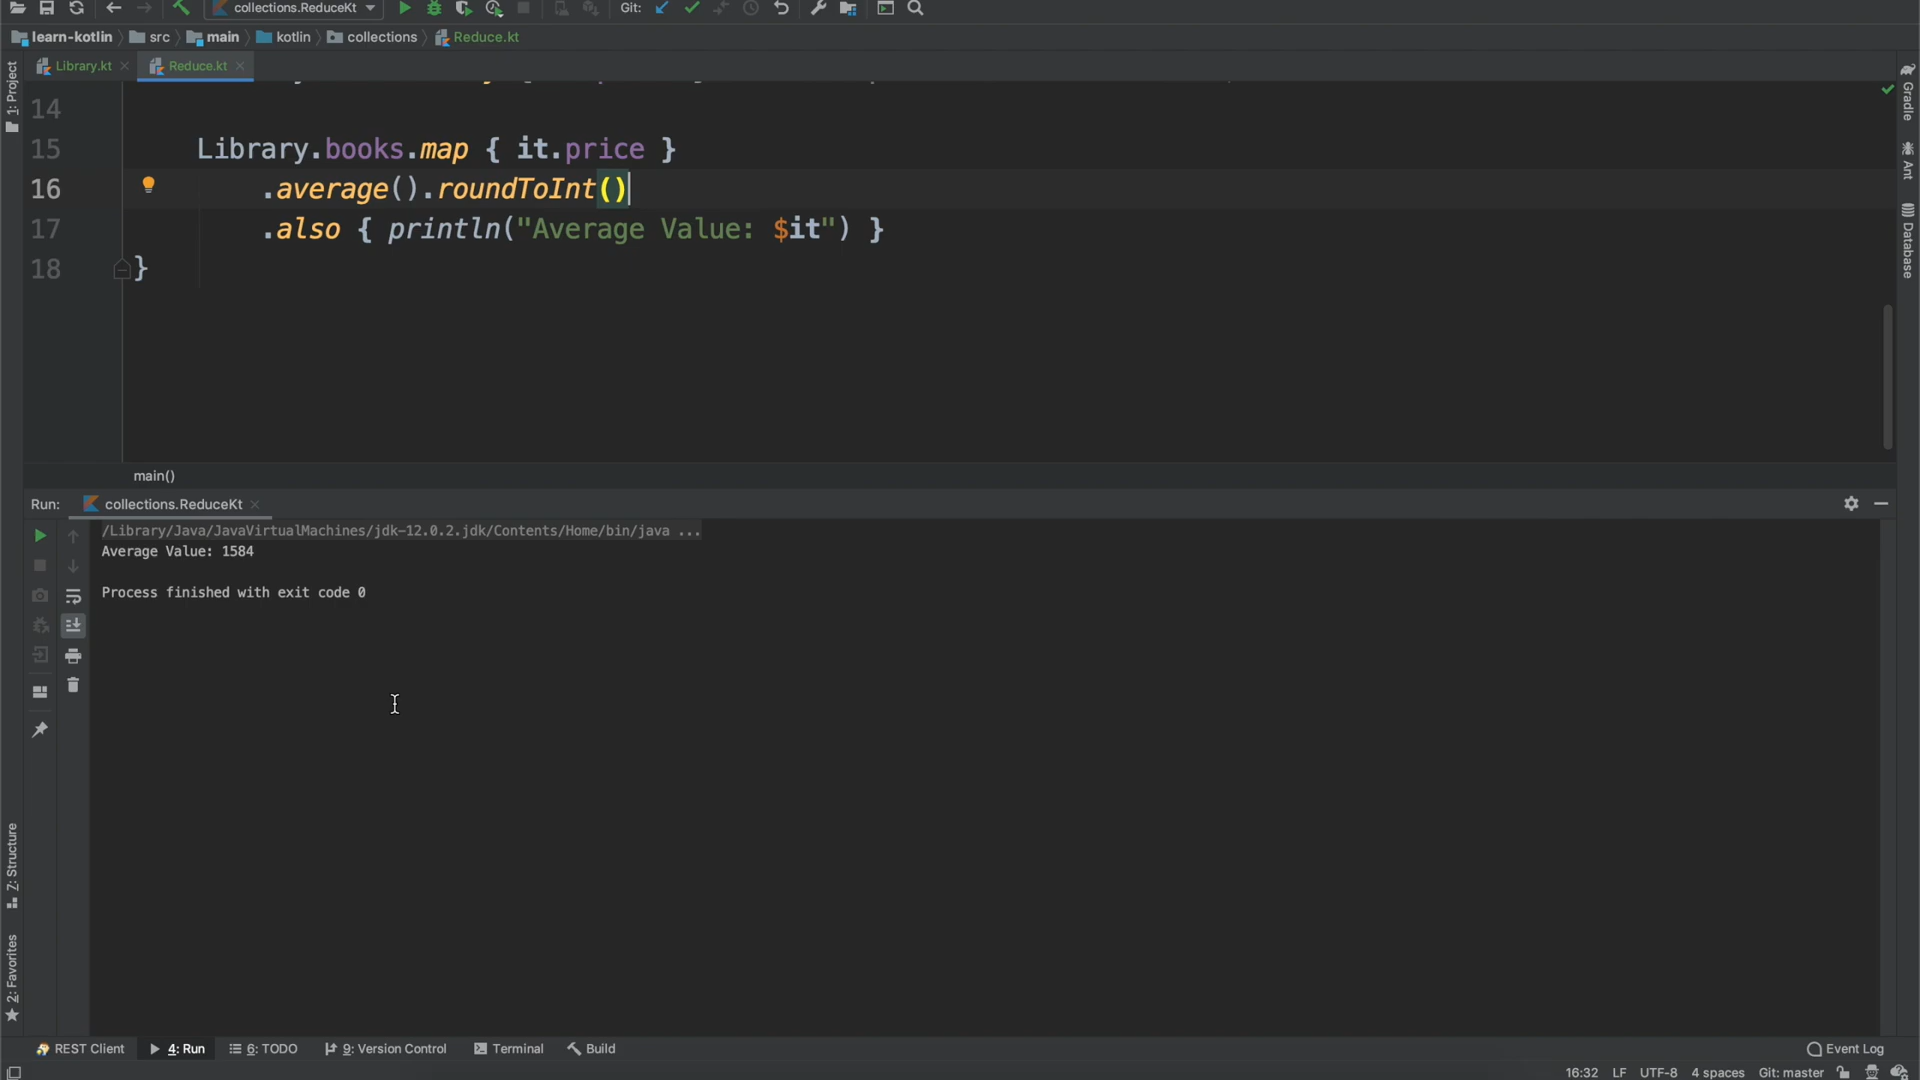 collections.ReduceKt
Git:
learn-kotlin
src
main
kotlin
collections
Reduce.kt
1: Project
Library.kt
Reduce.kt
14
15 Library.books.map { it.price }
16 .average().roundToInt()
17 .also { println("Average Value: $it") }
18 }
Gradle
Ant
Database
main()
Run:
collections.ReduceKt
/Library/Java/JavaVirtualMachines/jdk-12.0.2.jdk/Contents/Home/bin/java ...
Average Value: 1584
Process finished with exit code 0
Z: Structure
2: Favorites
REST Client
4: Run
6: TODO
9: Version Control
Terminal
Build
Event Log
16:32
LF
UTF-8
4 spaces
Git: master